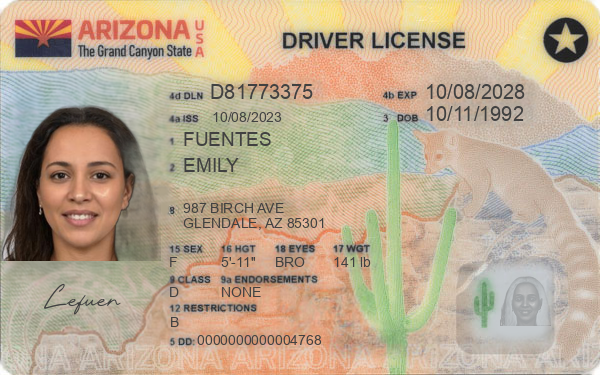 ARIZONA USA
The Grand Canyon State
DRIVER LICENSE
4d DLN D81773375
4b EXP 10/08/2028
4a ISS 10/08/2023
3 DOB 10/11/1992
1 FUENTES
2 EMILY
8 987 BIRCH AVE
GLENDALE, AZ 85301
15 SEX 16 HGT 18 EYES 17 WGT
F 5'-11" BRO 141 lb
9 CLASS 9a ENDORSEMENTS
D NONE
12 RESTRICTIONS
B
5 DD: 0000000000004768
Lefuen
ARIZONA ARIZONA ARIZONA ARIZONA